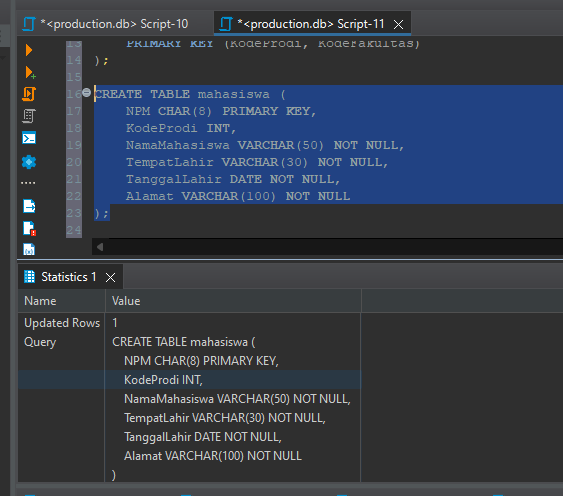 *<production.db> Script-10
*<production.db> Script-11
13 PRIMARY KEY (KodeProdi, KodeFakultas)
14 );
15
16 CREATE TABLE mahasiswa (
17 NPM CHAR(8) PRIMARY KEY,
18 KodeProdi INT,
19 NamaMahasiswa VARCHAR(50) NOT NULL,
20 TempatLahir VARCHAR(30) NOT NULL,
21 TanggalLahir DATE NOT NULL,
22 Alamat VARCHAR(100) NOT NULL
23 );
24
Statistics 1
Name Value
Updated Rows 1
Query CREATE TABLE mahasiswa (
NPM CHAR(8) PRIMARY KEY,
KodeProdi INT,
NamaMahasiswa VARCHAR(50) NOT NULL,
TempatLahir VARCHAR(30) NOT NULL,
TanggalLahir DATE NOT NULL,
Alamat VARCHAR(100) NOT NULL
)